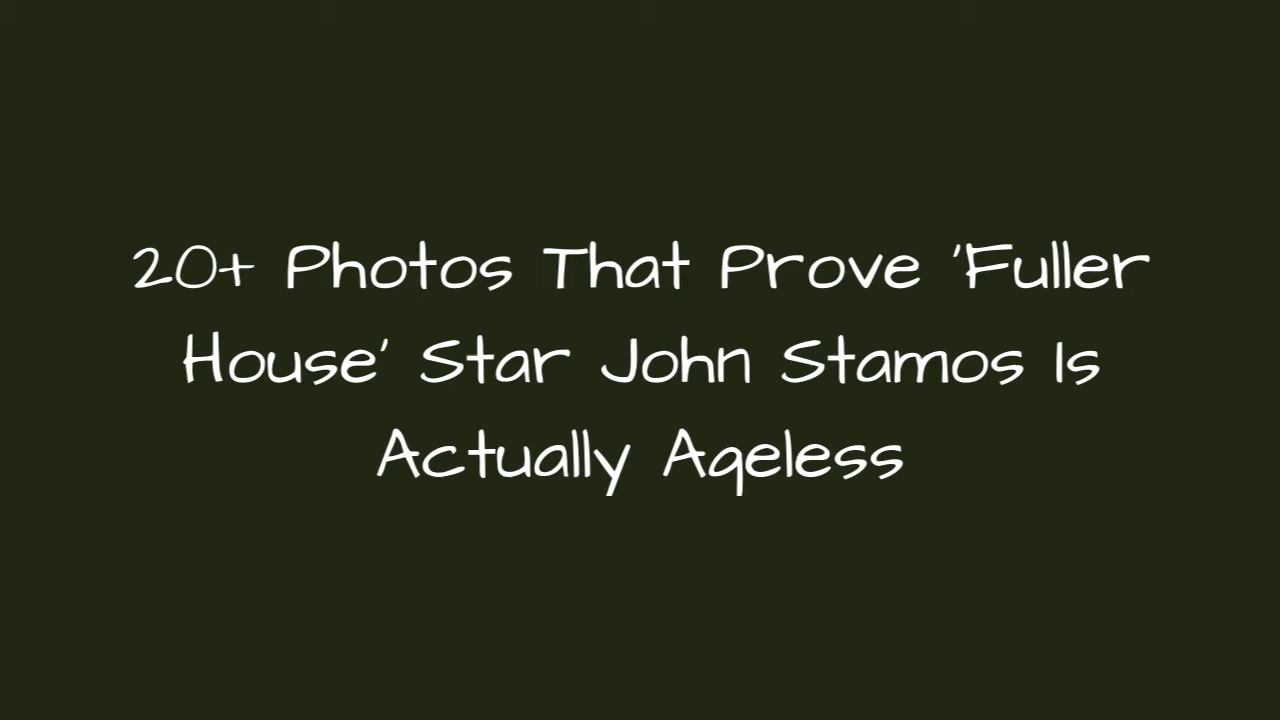 20+ Photos That Prove 'Fuller
House' Star John Stamos Is
Actually Ageless